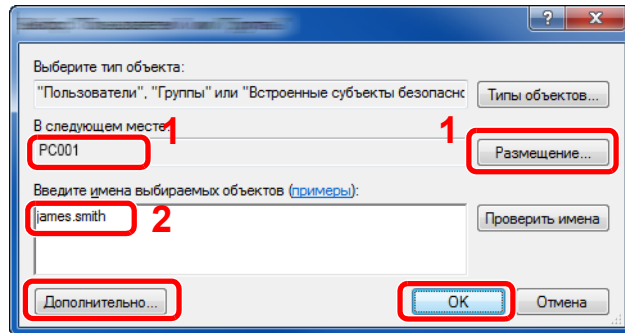 Выберите тип объекта:
"Пользователи", "Группы" или "Встроенные субъекты безопасно Типы объектов...
В следующем месте: 1 1
PC001 Размещение...
Введите имена выбираемых объектов (примеры):
james.smith 2 Проверить имена
Дополнительно... OK Отмена